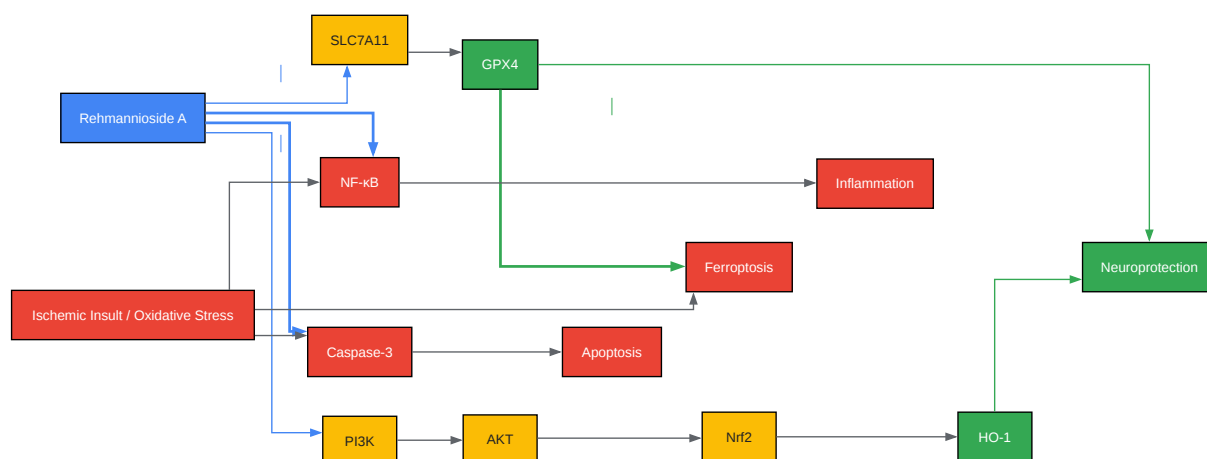 SLC7A11
GPX4
Rehmannioside A
NF-κB
Inflammation
Ferroptosis
Neuroprotection
Ischemic Insult / Oxidative Stress
Caspase-3
Apoptosis
PI3K
AKT
Nrf2
HO-1